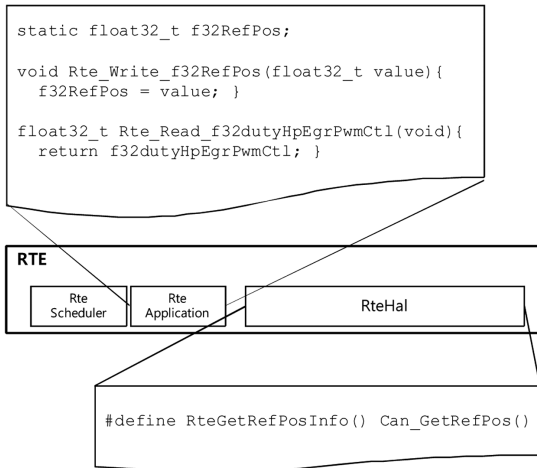 static float32_t f32RefPos;
void Rte_Write_f32RefPos(float32_t value){
f32RefPos = value; }
float32_t Rte_Read_f32dutyHpEgrPwmCtl(void){
return f32dutyHpEgrPwmCtl; }
RTE
Rte
Scheduler
Rte
Application
RteHal
#define RteGetRefPosInfo() Can_GetRefPos()